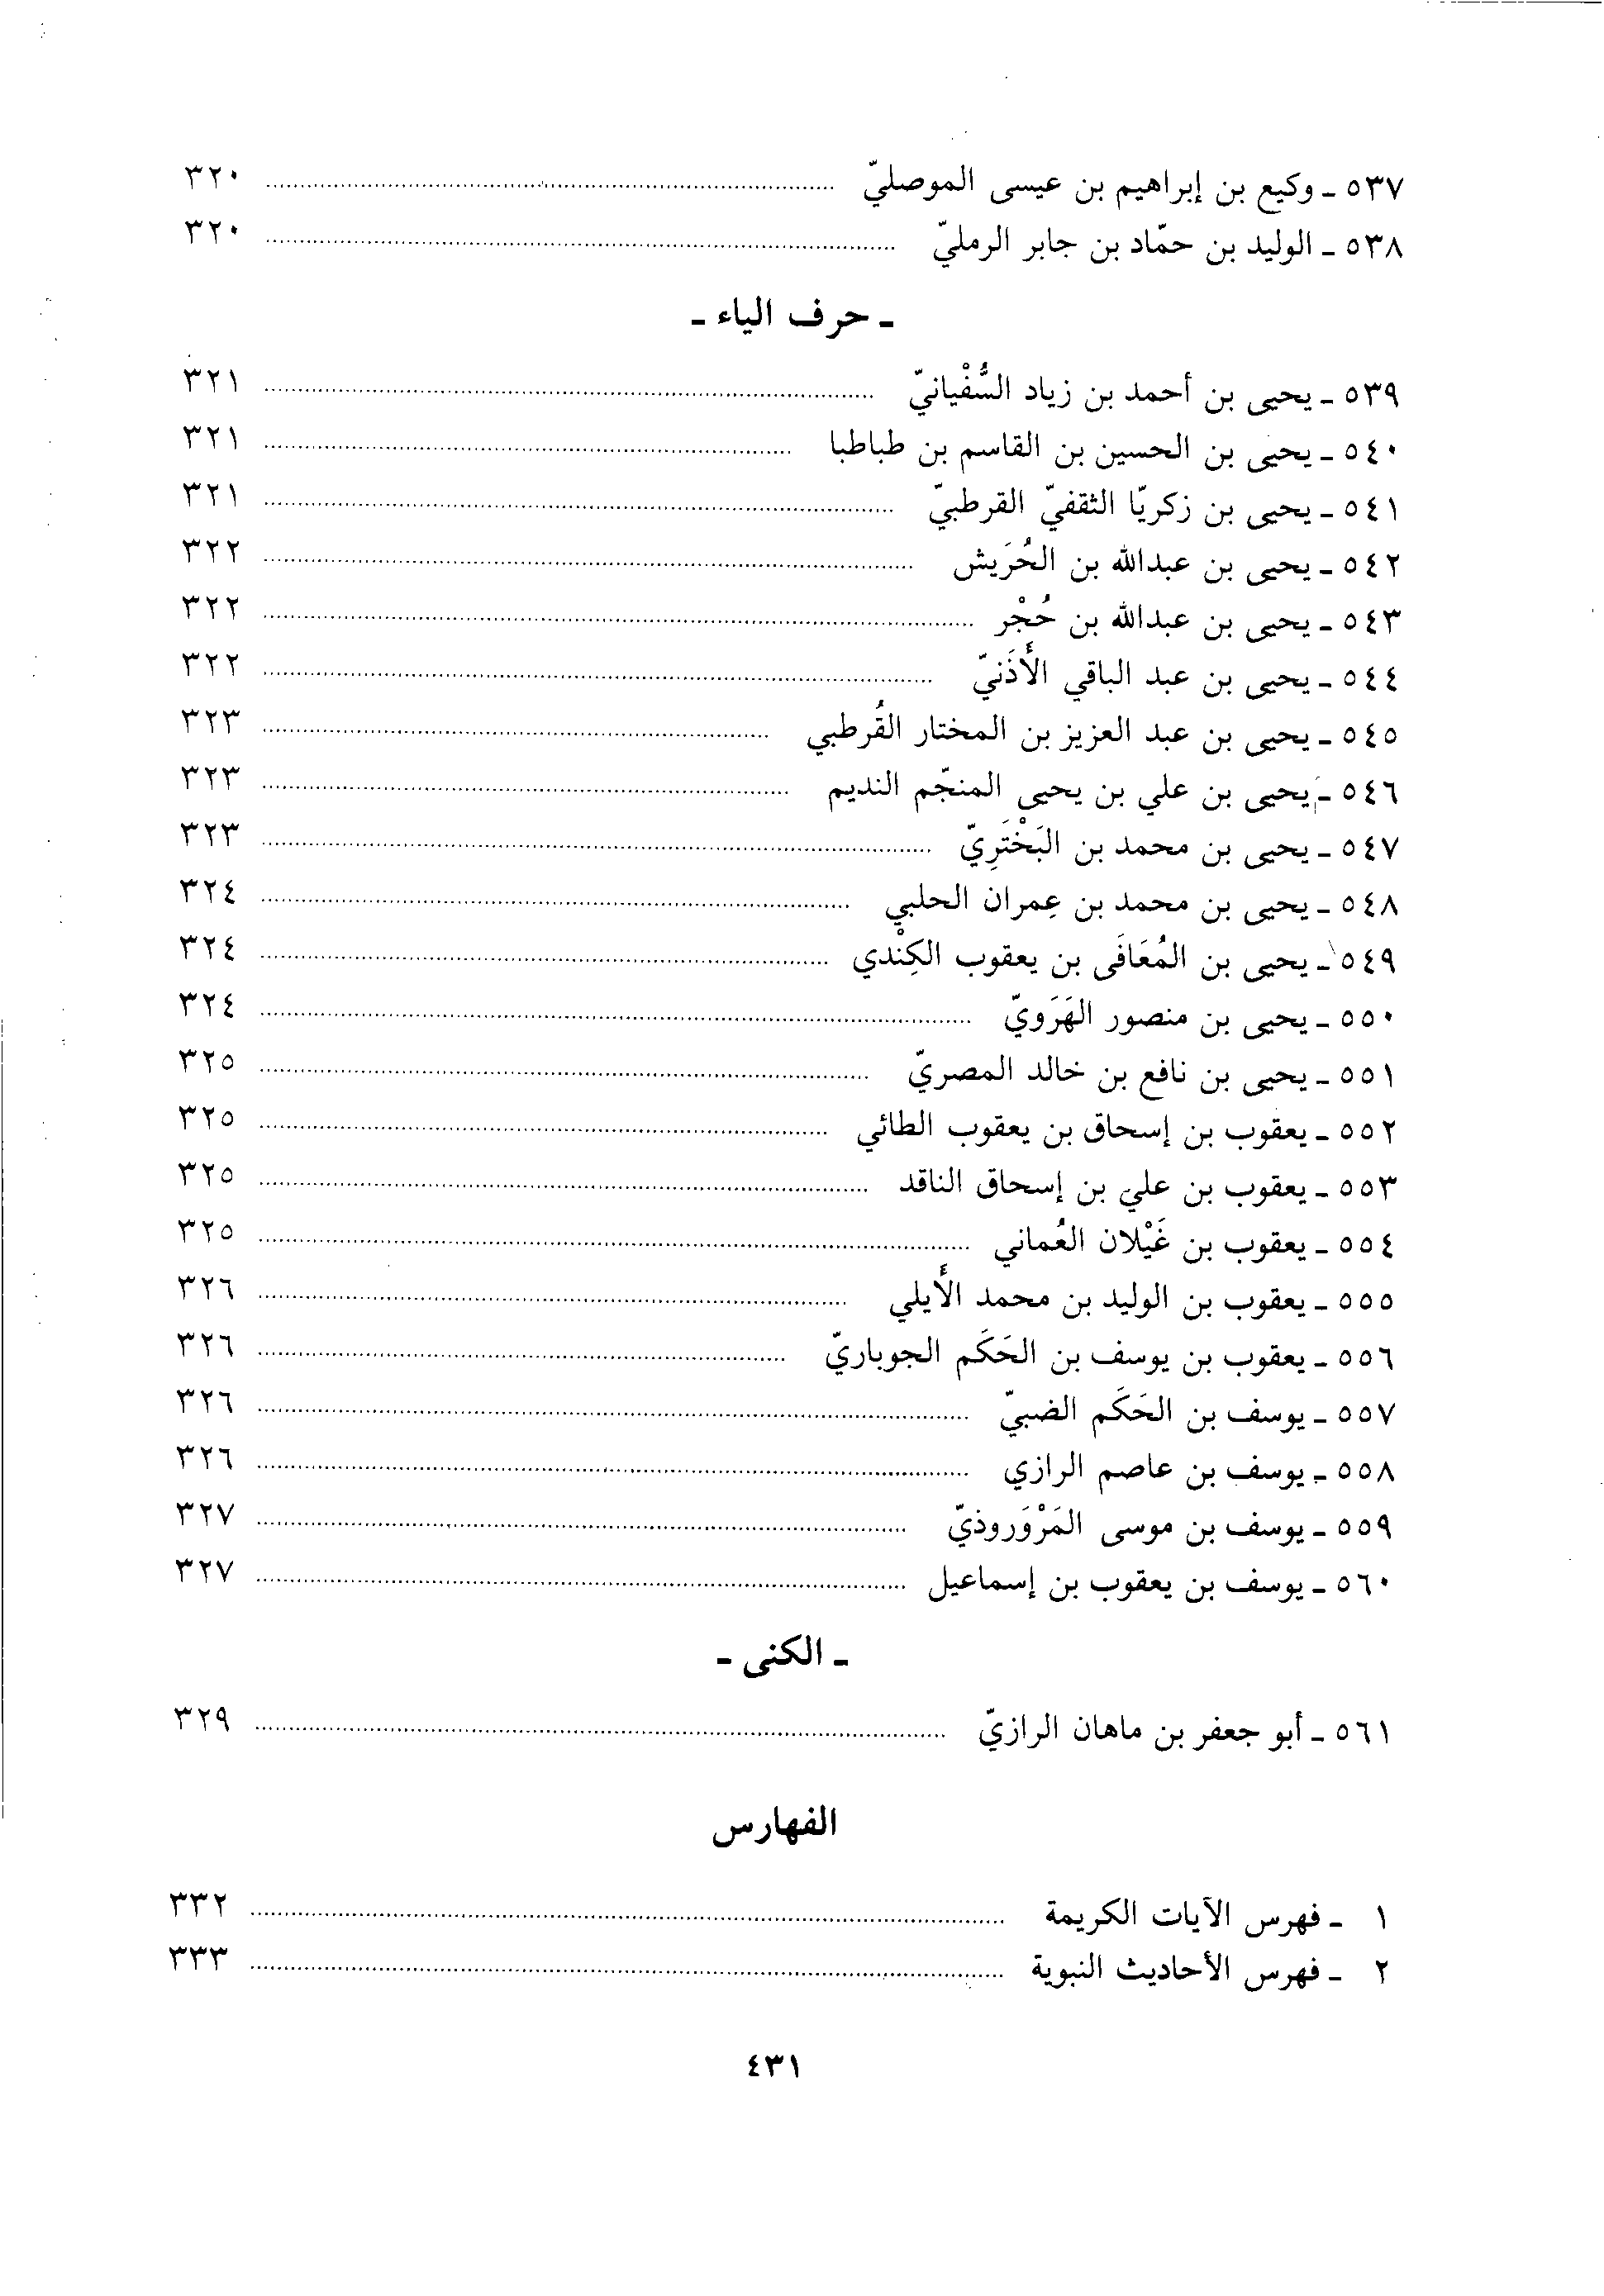 ٥٣٧ ـ وكيع بن إبراهيم بن عيسى الموصليّ ........ ٣٢٠
٥٣٨ ـ الوليد بن حمّاد بن جابر الرمليّ ........ ٣٢٠
ـ حرف الياء ـ
٥٣٩ ـ يحيى بن أحمد بن زياد السُّفْيانيّ ........ ٣٢١
٥٤٠ ـ يحيى بن الحسين بن القاسم بن طباطبا ........ ٣٢١
٥٤١ ـ يحيى بن زكريّا الثقفيّ القرطبيّ ........ ٣٢١
٥٤٢ ـ يحيى بن عبدالله بن الحُرَيش ........ ٣٢٢
٥٤٣ ـ يحيى بن عبدالله بن حُجْر ........ ٣٢٢
٥٤٤ ـ يحيى بن عبد الباقي الأَذَنيّ ........ ٣٢٢
٥٤٥ ـ يحيى بن عبد العزيز بن المختار القُرطبي ........ ٣٢٣
٥٤٦ ـ يحيى بن علي بن يحيى المنجّم النديم ........ ٣٢٣
٥٤٧ ـ يحيى بن محمد بن البَخْتَرِيّ ........ ٣٢٣
٥٤٨ ـ يحيى بن محمد بن عِمران الحلبي ........ ٣٢٤
٥٤٩ ـ يحيى بن المُعَافَى بن يعقوب الكِنْدي ........ ٣٢٤
٥٥٠ ـ يحيى بن منصور الهَرَويّ ........ ٣٢٤
٥٥١ ـ يحيى بن نافع بن خالد المصريّ ........ ٣٢٥
٥٥٢ ـ يعقوب بن إسحاق بن يعقوب الطائي ........ ٣٢٥
٥٥٣ ـ يعقوب بن علي بن إسحاق الناقد ........ ٣٢٥
٥٥٤ ـ يعقوب بن غَيْلان العُماني ........ ٣٢٥
٥٥٥ ـ يعقوب بن الوليد بن محمد الأَيلي ........ ٣٢٦
٥٥٦ ـ يعقوب بن يوسف بن الحَكَم الجوباريّ ........ ٣٢٦
٥٥٧ ـ يوسف بن الحَكَم الضبيّ ........ ٣٢٦
٥٥٨ ـ يوسف بن عاصم الرازي ........ ٣٢٦
٥٥٩ ـ يوسف بن موسى المَرْوَروذيّ ........ ٣٢٧
٥٦٠ ـ يوسف بن يعقوب بن إسماعيل ........ ٣٢٧
ـ الكنى ـ
٥٦١ ـ أبو جعفر بن ماهان الرازيّ ........ ٣٢٩
الفهارس
١ ـ فهرس الآيات الكريمة ........ ٣٣٢
٢ ـ فهرس الأحاديث النبوية ........ ٣٣٣
٤٣١